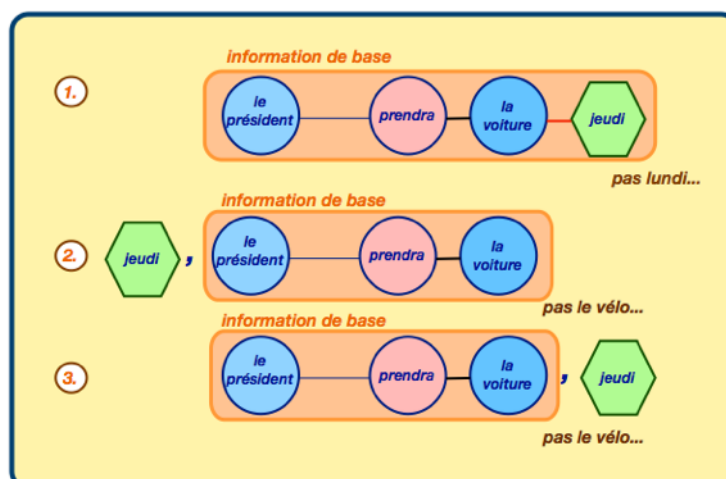 information de base
1.
le
président
prendra
la
voiture
jeudi
pas lundi...
information de base
2.
jeudi
,
le
président
prendra
la
voiture
pas le vélo...
information de base
3.
le
président
prendra
la
voiture
,
jeudi
pas le vélo...